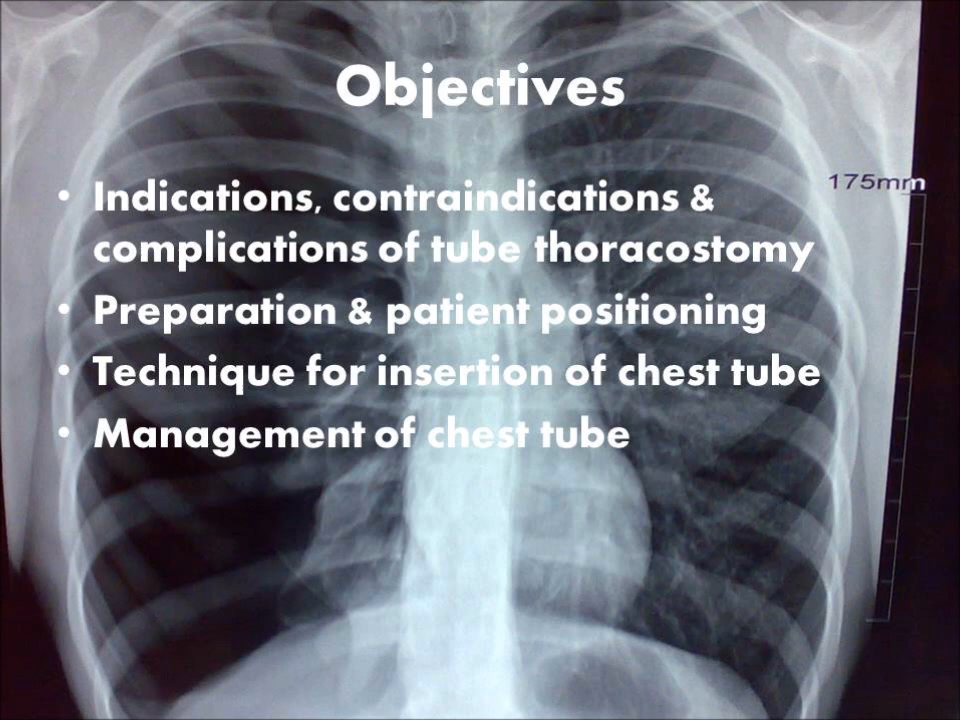 Objectives
• Indications, contraindications &
complications of tube thoracostomy
• Preparation & patient positioning
• Technique for insertion of chest tube
• Management of chest tube
175mm